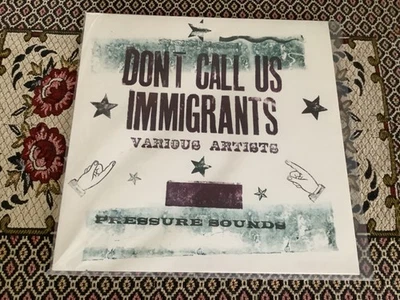 DON'T CALL US
IMMIGRANTS
VARIOUS ARTISTS
PRESSURE SOUNDS